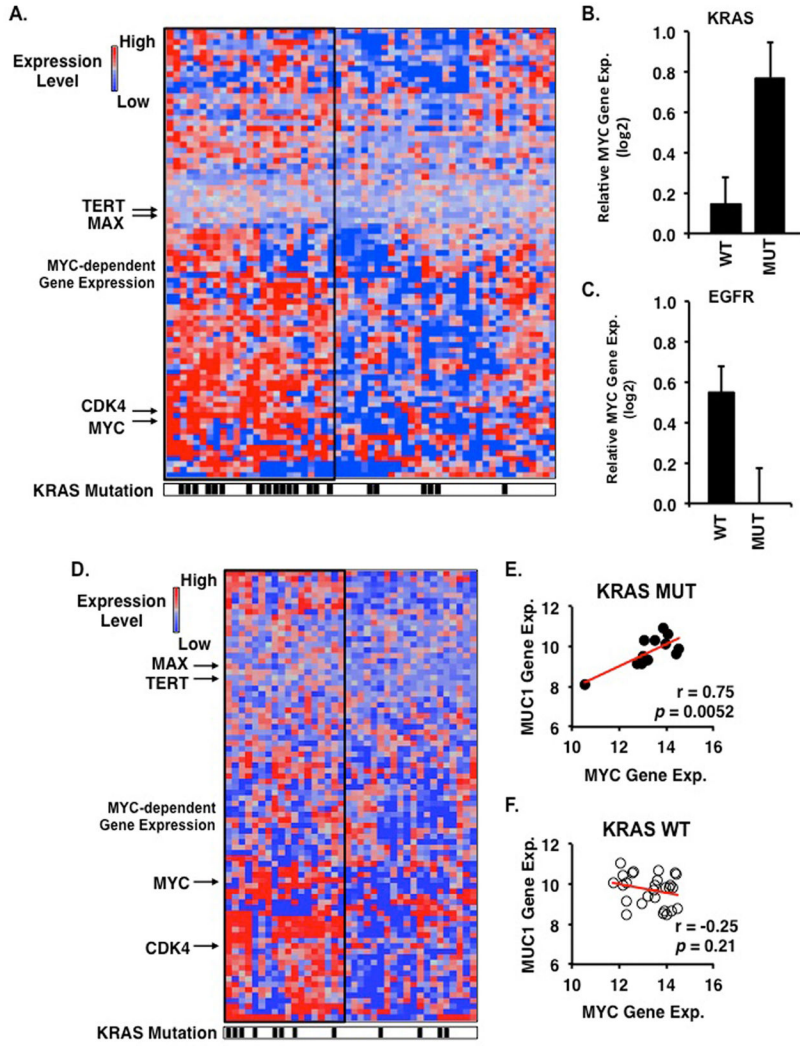 A.
High
Expression
Level
Low
TERT
MAX
MYC-dependent
Gene Expression
CDK4
MYC
KRAS Mutation
B.
KRAS
Relative MYC Gene Exp.
(log2)
1.0
0.8
0.6
0.4
0.2
0.0
WT
MUT
C.
EGFR
Relative MYC Gene Exp.
(log2)
1.0
0.8
0.6
0.4
0.2
0.0
WT
MUT
D.
High
Expression
Level
Low
MAX
TERT
MYC-dependent
Gene Expression
MYC
CDK4
KRAS Mutation
E.
KRAS MUT
MUC1 Gene Exp.
12
10
8
6
r = 0.75
p = 0.0052
10 12 14 16
MYC Gene Exp.
F.
KRAS WT
MUC1 Gene Exp.
12
10
8
6
r = -0.25
p = 0.21
10 12 14 16
MYC Gene Exp.